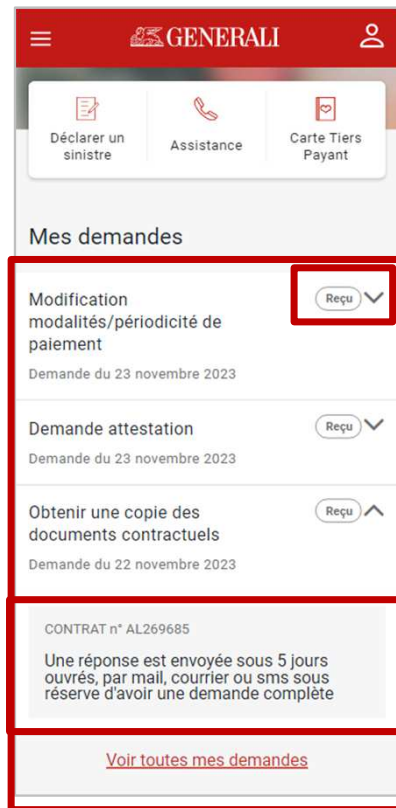 GENERALI
Déclarer un
sinistre
Assistance
Carte Tiers
Payant
Mes demandes
Modification
modalités/périodicité de
paiement
Reçu
Demande du 23 novembre 2023
Demande attestation
Reçu
Demande du 23 novembre 2023
Obtenir une copie des
documents contractuels
Reçu
Demande du 22 novembre 2023
CONTRAT n° AL269685
Une réponse est envoyée sous 5 jours
ouvrés, par mail, courrier ou sms sous
réserve d'avoir une demande complète
Voir toutes mes demandes